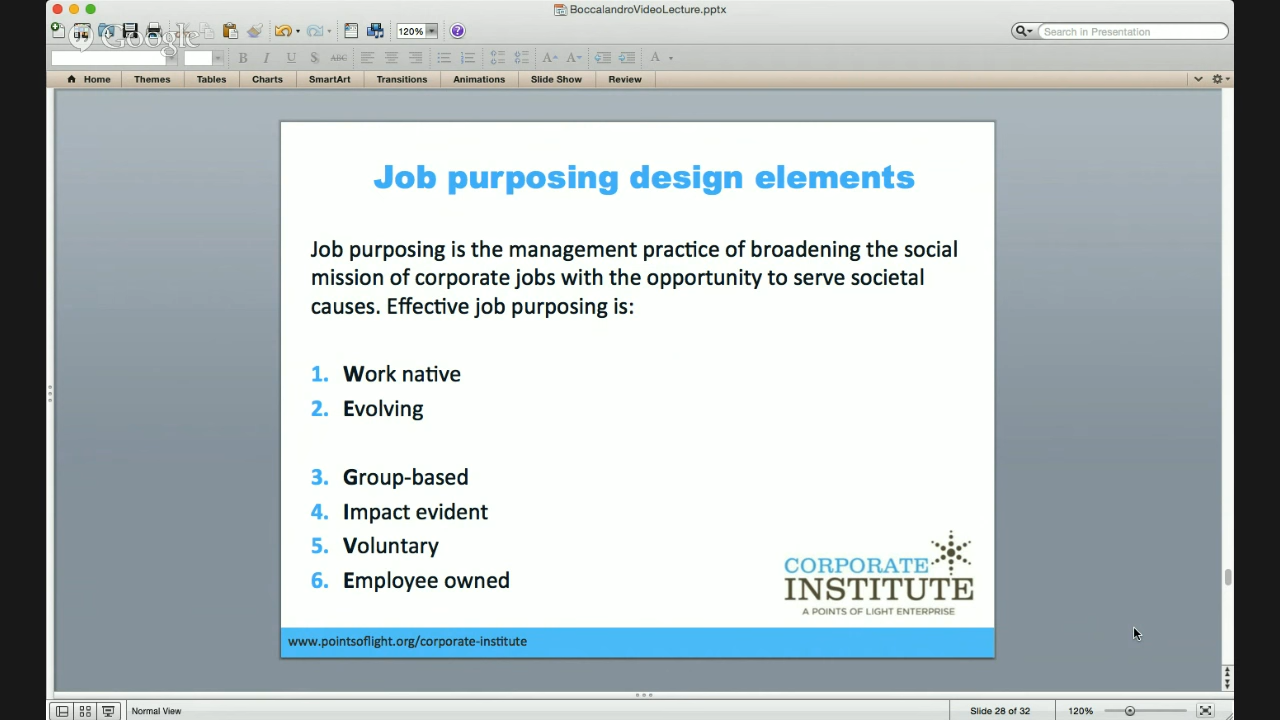 BoccalandroVideoLecture.pptx
Google
120%
Search in Presentation
B I U S ABC
Home Themes Tables Charts SmartArt Transitions Animations Slide Show Review
Job purposing design elements
Job purposing is the management practice of broadening the social
mission of corporate jobs with the opportunity to serve societal
causes. Effective job purposing is:
1. Work native
2. Evolving
3. Group-based
4. Impact evident
5. Voluntary
6. Employee owned
CORPORATE
INSTITUTE
A POINTS OF LIGHT ENTERPRISE
www.pointsoflight.org/corporate-institute
Normal View
Slide 28 of 32
120%